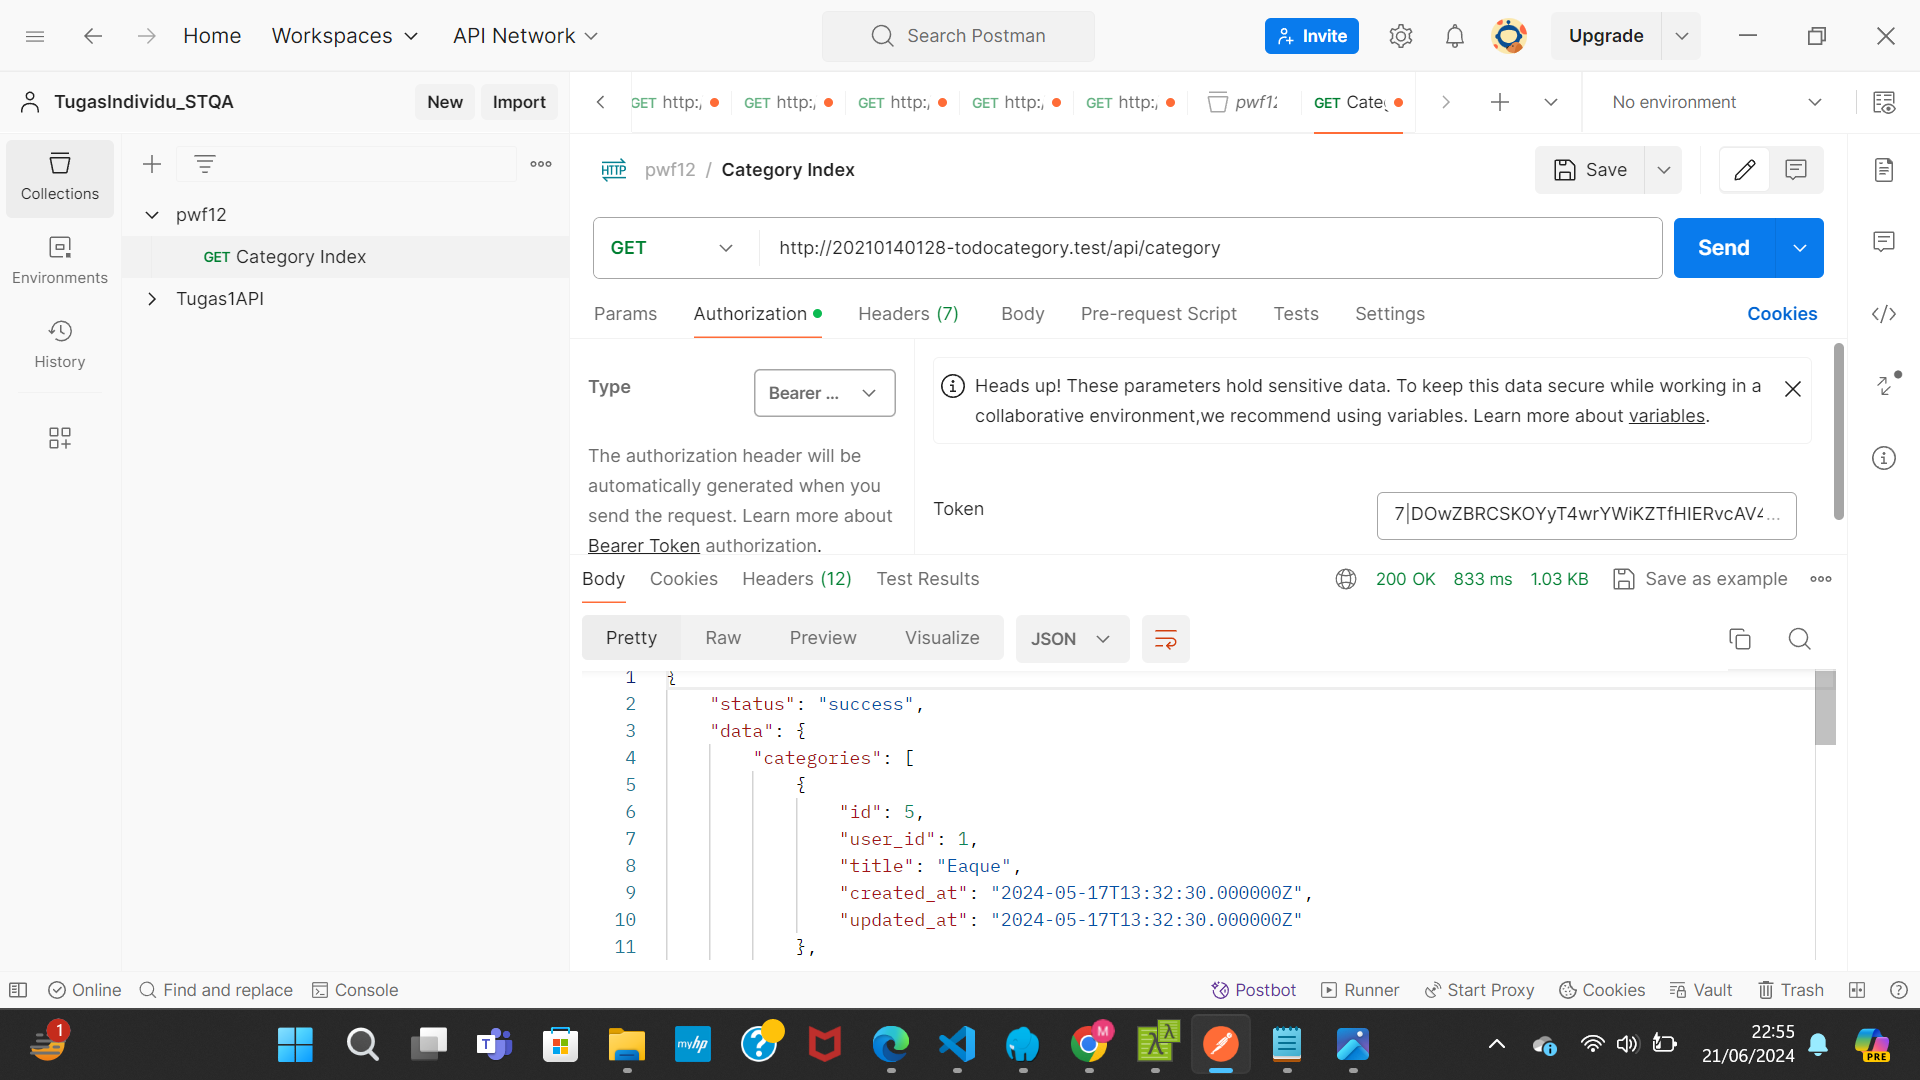 Home
Workspaces
API Network
Search Postman
Invite
Upgrade
TugasIndividu_STQA
New
Import
GET http:/
GET http:/
GET http:/
GET http:/
GET http:/
pwf12
GET Cate
No environment
Collections
Environments
History
pwf12
GET Category Index
Tugas1API
HTTP
pwf12 / Category Index
Save
GET
http://20210140128-todocategory.test/api/category
Send
Params
Authorization
Headers (7)
Body
Pre-request Script
Tests
Settings
Cookies
Type
Bearer ...
The authorization header will be
automatically generated when you
send the request. Learn more about
Bearer Token authorization.
Heads up! These parameters hold sensitive data. To keep this data secure while working in a
collaborative environment,we recommend using variables. Learn more about variables.
Token
7|DOwZBRCSKOYyT4wrYWiKZTfHIERvcAV4...
Body
Cookies
Headers (12)
Test Results
200 OK
833 ms
1.03 KB
Save as example
Pretty
Raw
Preview
Visualize
JSON
1 {
2 "status": "success",
3 "data": {
4 "categories": [
5 {
6 "id": 5,
7 "user_id": 1,
8 "title": "Eaque",
9 "created_at": "2024-05-17T13:32:30.000000Z",
10 "updated_at": "2024-05-17T13:32:30.000000Z"
11 },
Online
Find and replace
Console
Postbot
Runner
Start Proxy
Cookies
Vault
Trash
1
myhp
M
22:55
21/06/2024
PRE